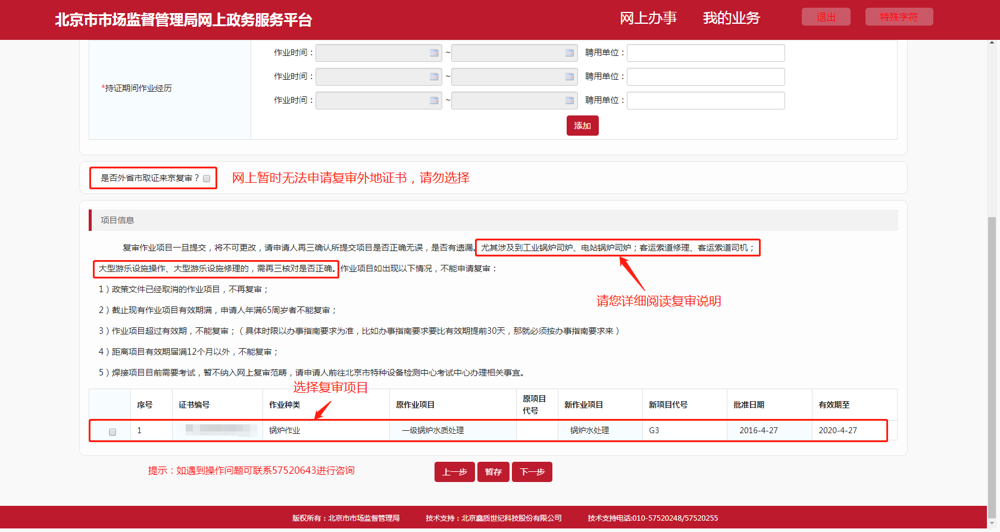 北京市市场监督管理局网上政务服务平台 网上办事 我的业务 退出 特殊字符
*持证期间作业经历
作业时间： ~ 聘用单位：
作业时间： ~ 聘用单位：
作业时间： ~ 聘用单位：
添加
是否外省市取证来京复审？ 网上暂时无法申请复审外地证书，请勿选择
项目信息
复审作业项目一旦提交，将不可更改，请申请人再三确认所提交项目是否正确无误，是否有遗漏。尤其涉及到工业锅炉司炉、电站锅炉司炉；客运索道修理、客运索道司机；
大型游乐设施操作、大型游乐设施修理的，需再三核对是否正确。作业项目如出现以下情况，不能申请复审：
1）政策文件已经取消的作业项目，不再复审；
请您详细阅读复审说明
2）截止现有作业项目有效期满，申请人年满65周岁者不能复审；
3）作业项目超过有效期，不能复审；（具体时限以办事指南要求为准，比如办事指南要求要比有效期提前30天，那就必须按办事指南要求来）
4）距离项目有效期届满12个月以外，不能复审；
5）焊接项目目前需要考试，暂不纳入网上复审范畴，请申请人前往北京市特种设备检测中心考试中心办理相关事宜。
选择复审项目
序号 证书编号 作业种类 原作业项目 原项目代号 新作业项目 新项目代号 批准日期 有效期至
1 锅炉作业 一级锅炉水质处理 锅炉水处理 G3 2016-4-27 2020-4-27
提示：如遇到操作问题可联系57520643进行咨询
上一步 暂存 下一步
版权所有：北京市市场监督管理局 技术支持：北京鑫质世纪科技股份有限公司 技术支持电话:010-57520248/57520255